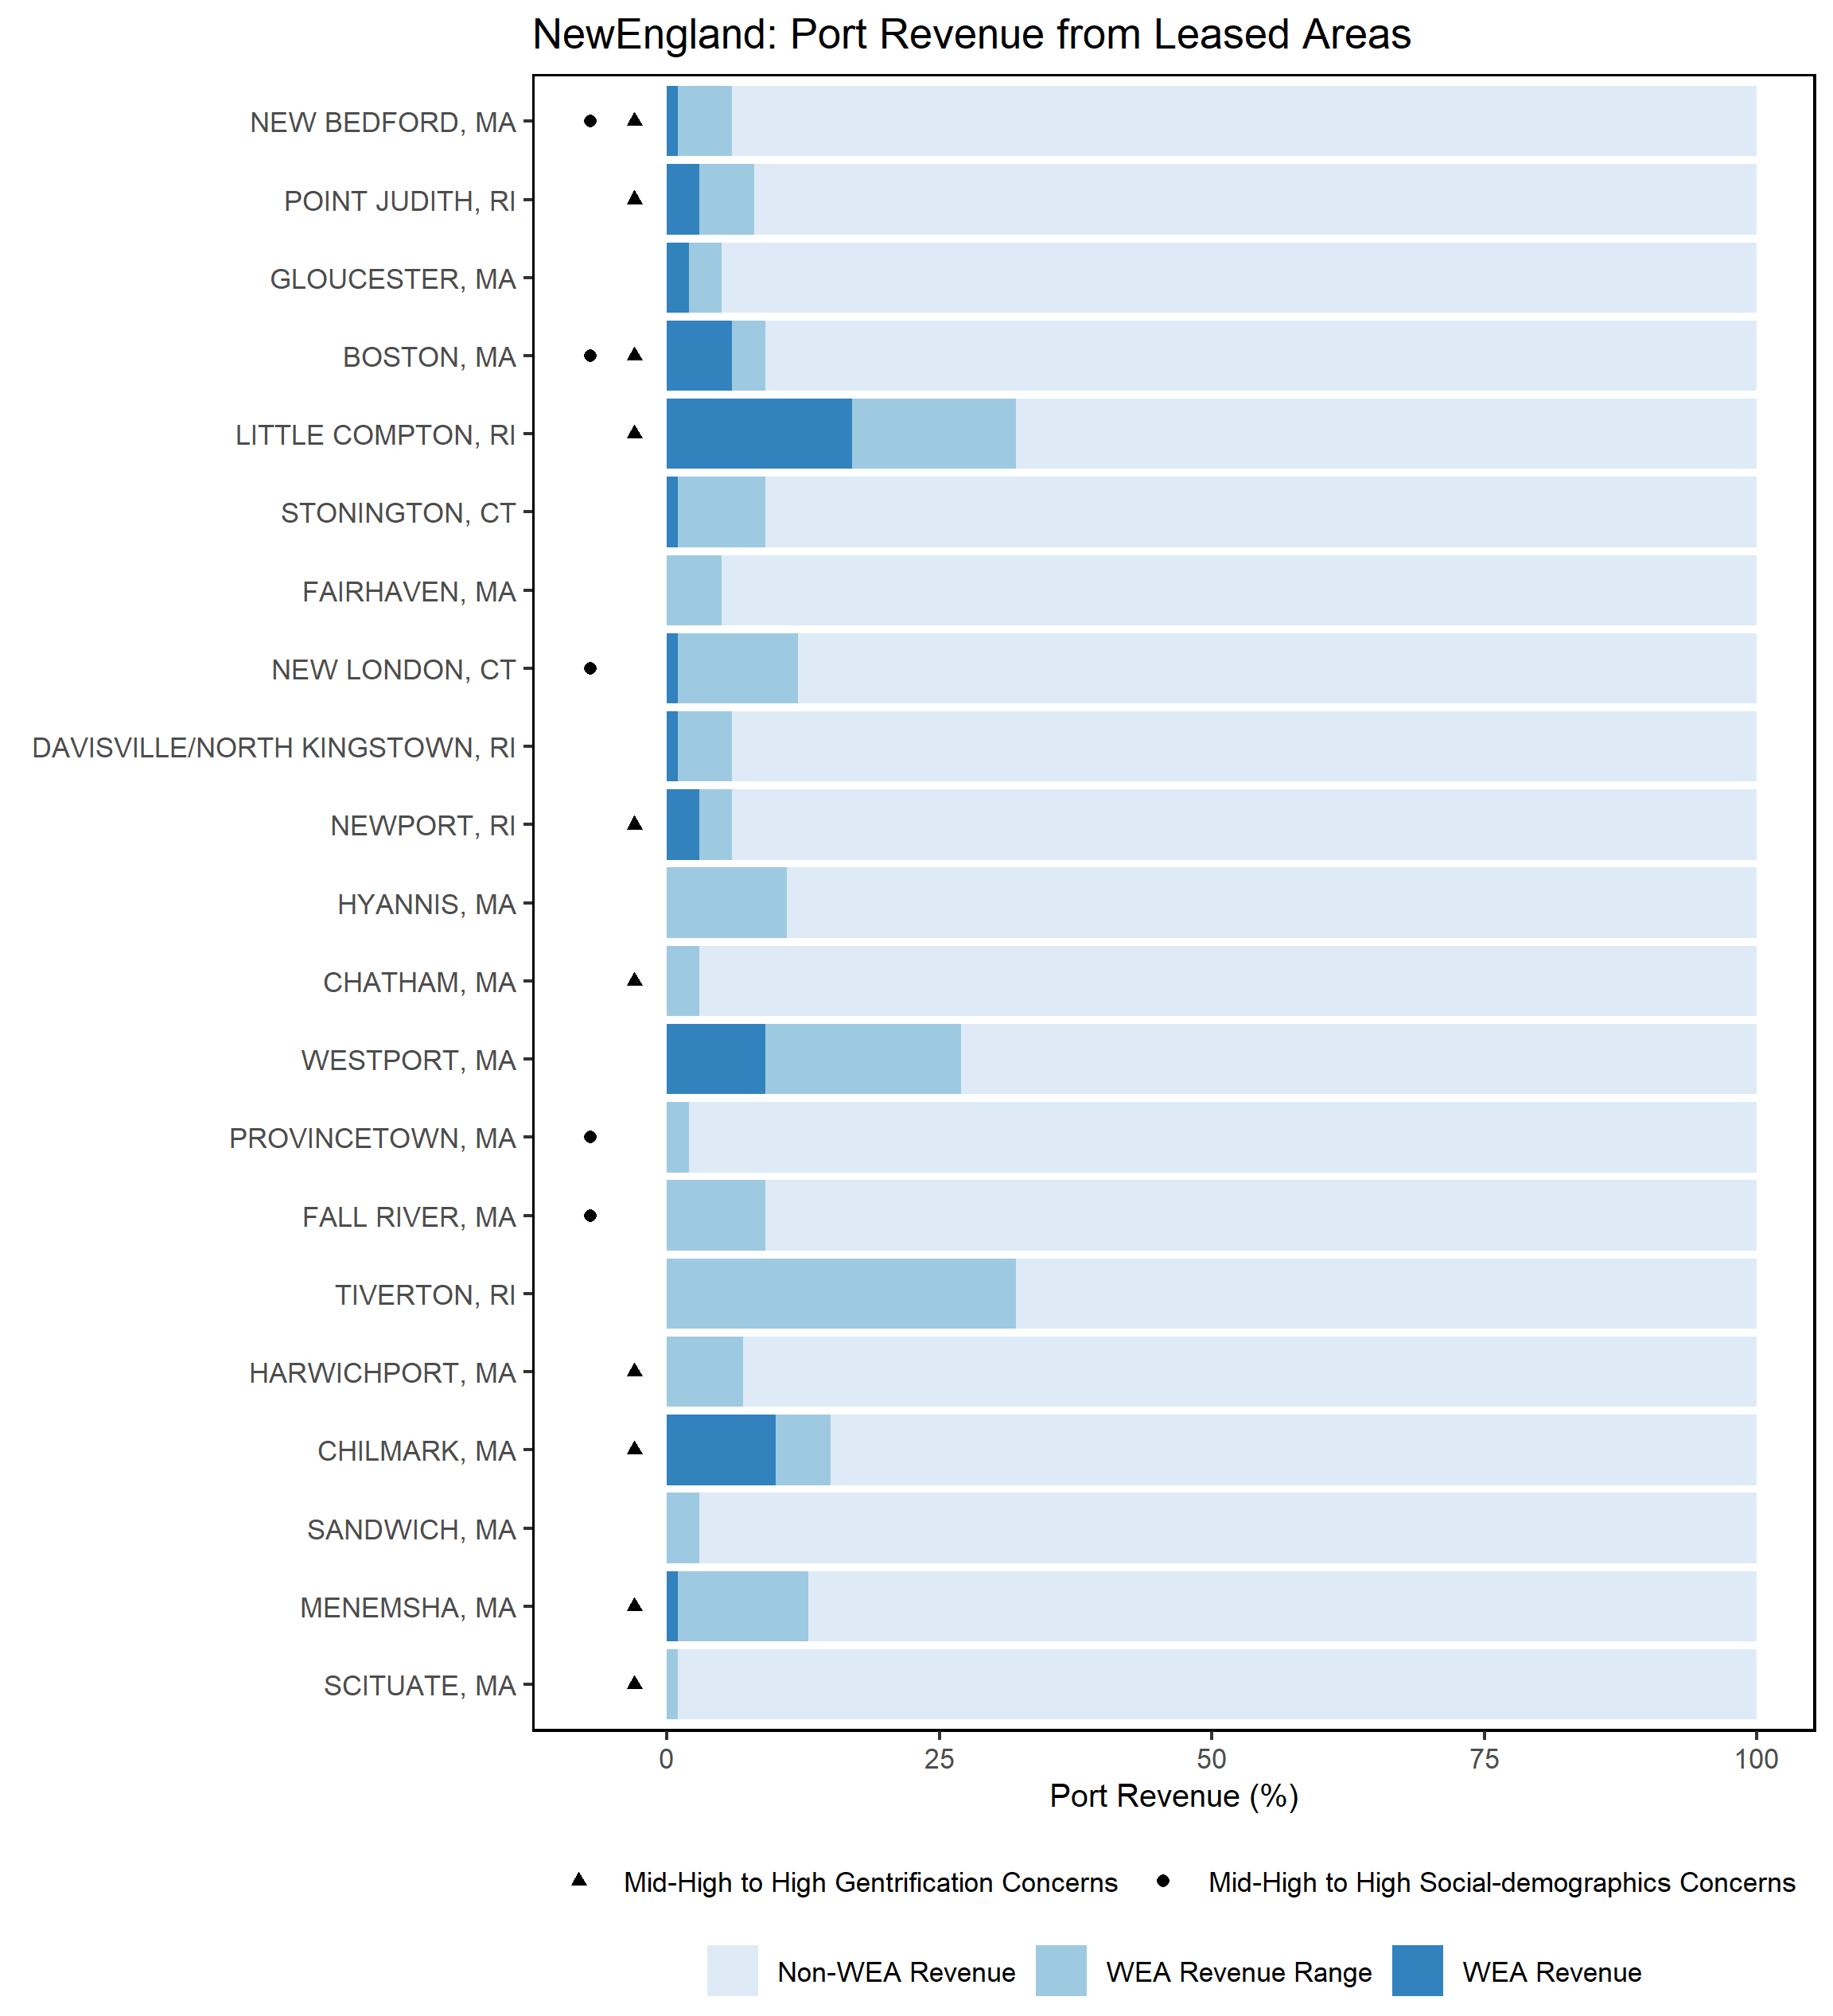 NewEngland: Port Revenue from Leased Areas
NEW BEDFORD, MA
POINT JUDITH, RI
GLOUCESTER, MA
BOSTON, MA
LITTLE COMPTON, RI
STONINGTON, CT
FAIRHAVEN, MA
NEW LONDON, CT
DAVISVILLE/NORTH KINGSTOWN, RI
NEWPORT, RI
HYANNIS, MA
CHATHAM, MA
WESTPORT, MA
PROVINCETOWN, MA
FALL RIVER, MA
TIVERTON, RI
HARWICHPORT, MA
CHILMARK, MA
SANDWICH, MA
MENEMSHA, MA
SCITUATE, MA
0 25 50 75 100
Port Revenue (%)
Mid-High to High Gentrification Concerns Mid-High to High Social-demographics Concerns
Non-WEA Revenue WEA Revenue Range WEA Revenue